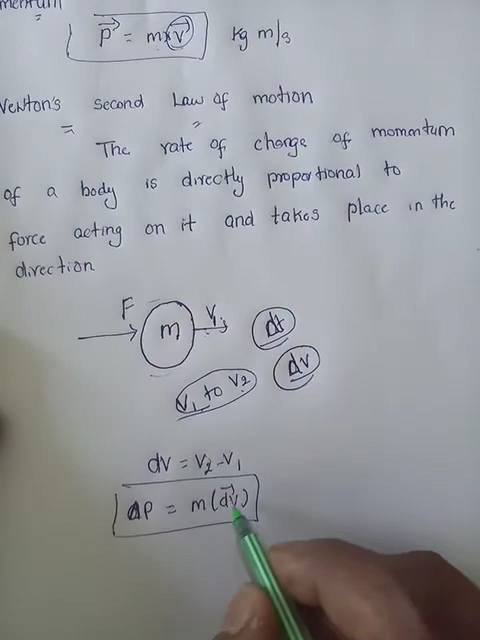 mentum
p⃗ = m×v⃗ kg m/s
Newton's second Law of motion
The rate of change of momentum
of a body is directly proportional to
force acting on it and takes place in the
direction
F m V1 dt
dv
V1 to V2
dv = V2-V1
dP = m(dv⃗)